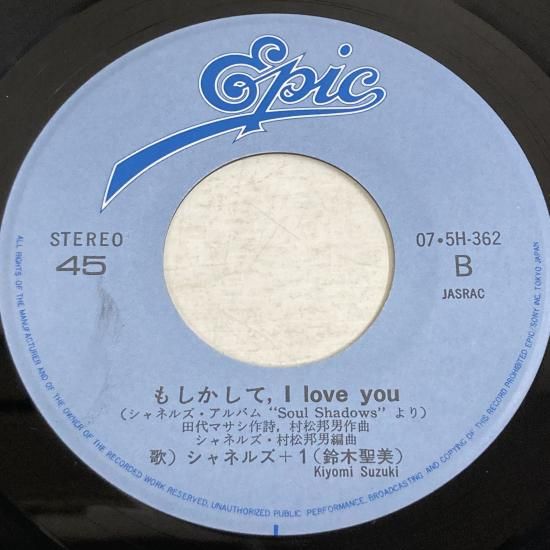 Epic
STEREO
45
07・5H-362
B
JASRAC
もしかして, I love you
(シャネルズ・アルバム "Soul Shadows" より)
田代マサシ作詩, 村松邦男作曲
シャネルズ・村松邦男編曲
歌) シャネルズ+1(鈴木聖美)
Kiyomi Suzuki
ALL RIGHTS OF THE MANUFACTURER AND OF THE OWNER OF THE RECORDED WORK RESERVED. UNAUTHORIZED PUBLIC PERFORMANCE, BROADCASTING AND COPYING OF THIS RECORD PROHIBITED EPIC/SONY INC. TOKYO JAPAN